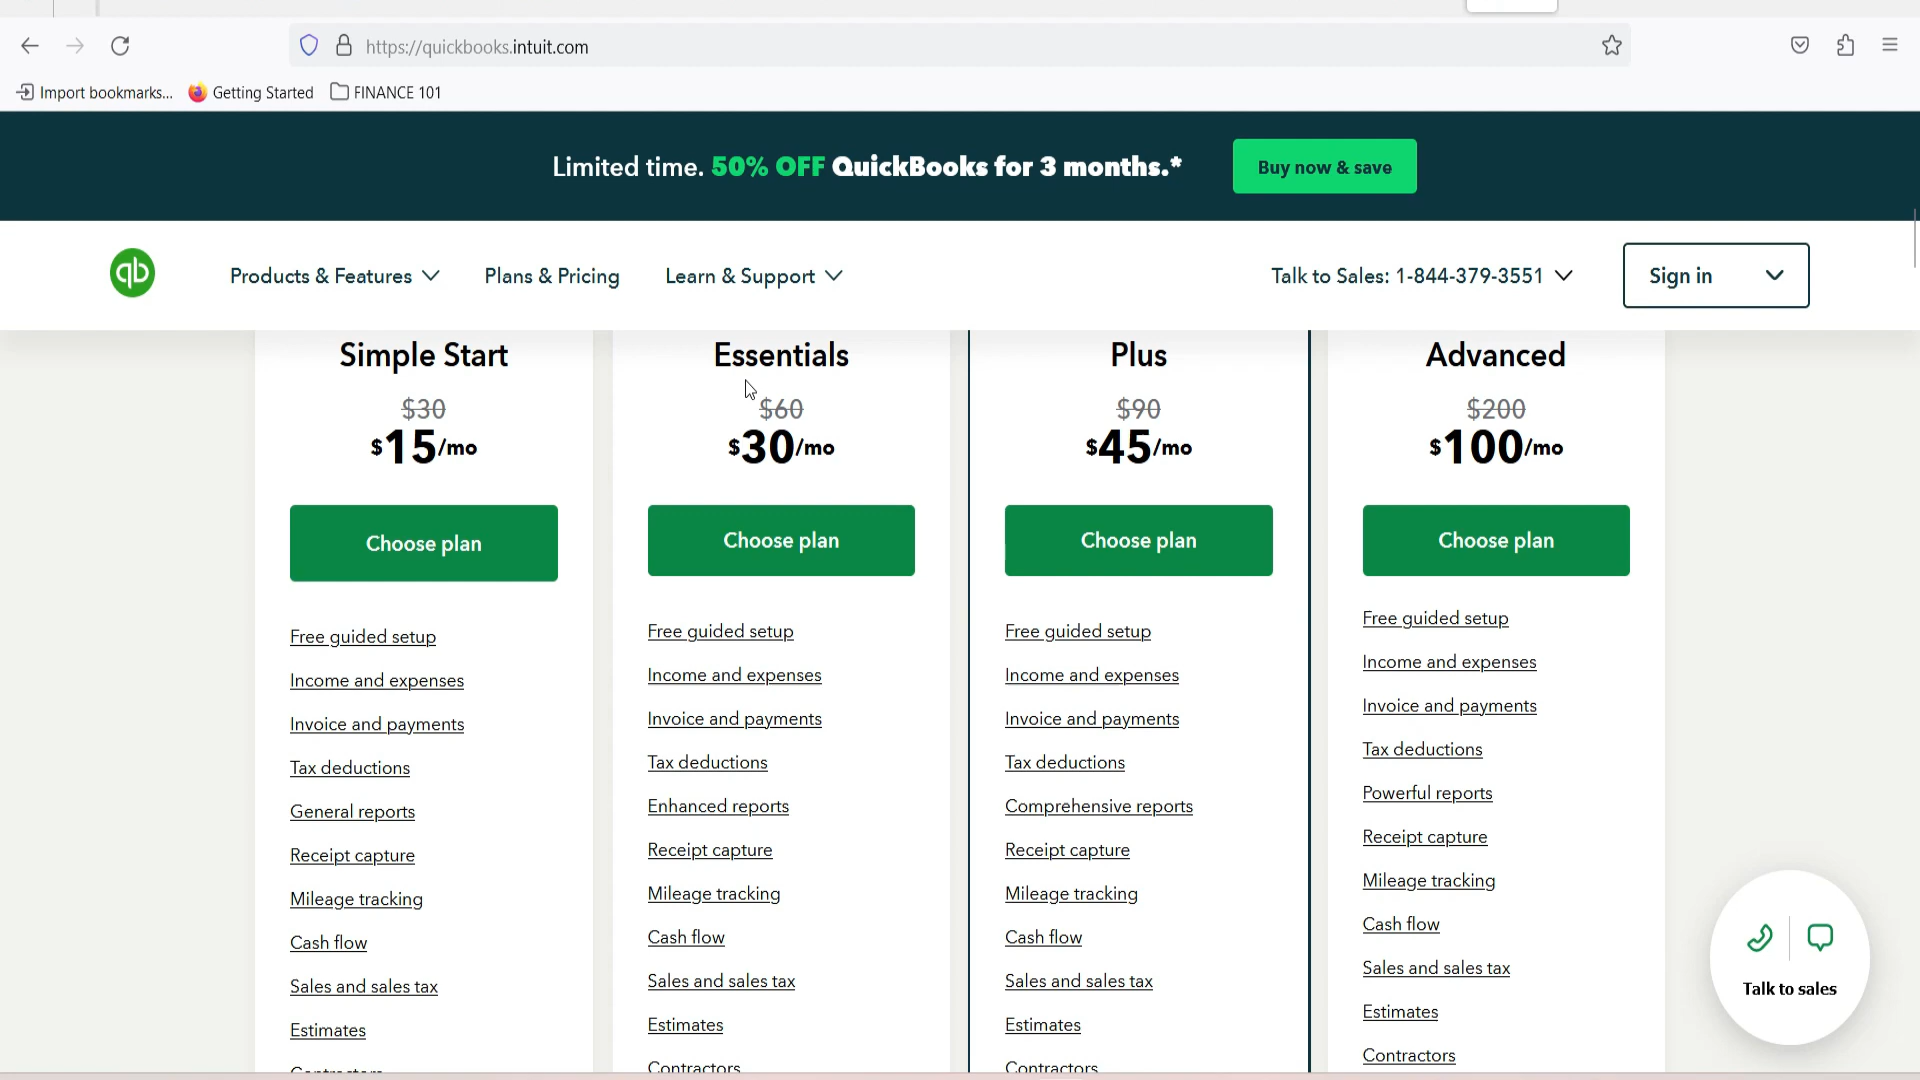 https://quickbooks.intuit.com
Import bookmarks... Getting Started FINANCE 101
Limited time. 50% OFF QuickBooks for 3 months.* Buy now & save
qb Products & Features Plans & Pricing Learn & Support Talk to Sales: 1-844-379-3551 Sign in
Simple Start
$30
$15/mo
Choose plan
Free guided setup
Income and expenses
Invoice and payments
Tax deductions
General reports
Receipt capture
Mileage tracking
Cash flow
Sales and sales tax
Estimates
Contractors
Essentials
$60
$30/mo
Choose plan
Free guided setup
Income and expenses
Invoice and payments
Tax deductions
Enhanced reports
Receipt capture
Mileage tracking
Cash flow
Sales and sales tax
Estimates
Contractors
Plus
$90
$45/mo
Choose plan
Free guided setup
Income and expenses
Invoice and payments
Tax deductions
Comprehensive reports
Receipt capture
Mileage tracking
Cash flow
Sales and sales tax
Estimates
Contractors
Advanced
$200
$100/mo
Choose plan
Free guided setup
Income and expenses
Invoice and payments
Tax deductions
Powerful reports
Receipt capture
Mileage tracking
Cash flow
Sales and sales tax
Estimates
Contractors
Talk to sales